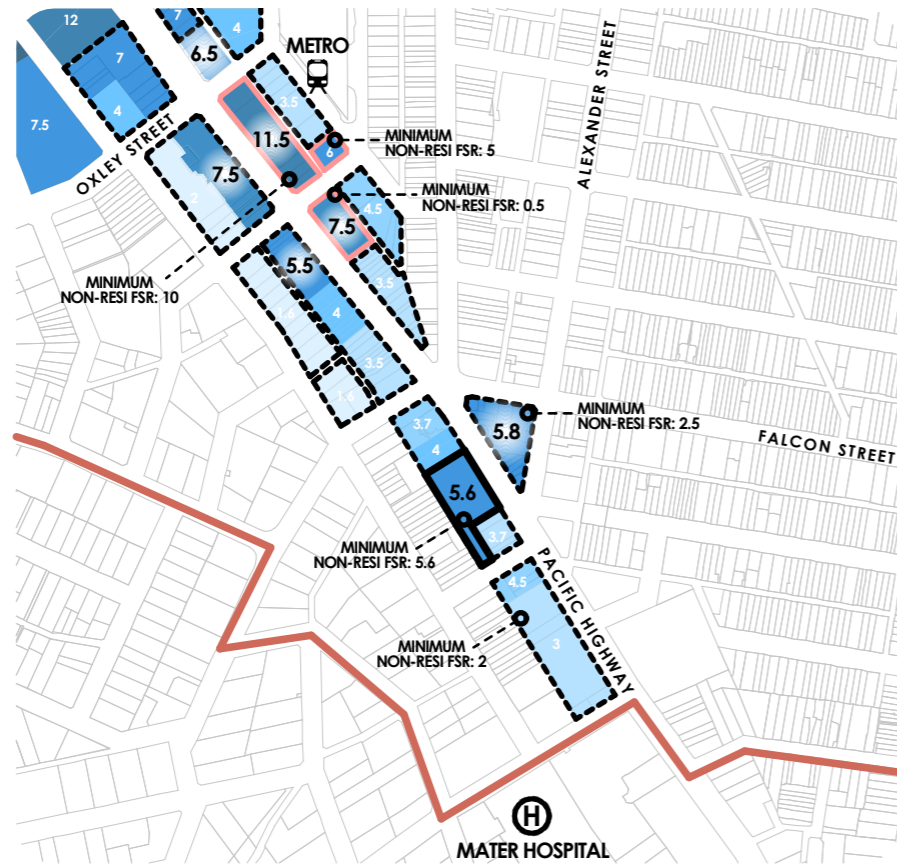 12
7
4
6.5
METRO
7
3.5
ALEXANDER STREET
4
7.5
11.5
MINIMUM
NON-RESI FSR: 5
6
OXLEY STREET
7.5
2
MINIMUM
NON-RESI FSR: 0.5
4.5
7.5
5.5
3.5
MINIMUM
NON-RESI FSR: 10
1.6
4
3.5
1.6
3.7
4
5.8
MINIMUM
NON-RESI FSR: 2.5
FALCON STREET
5.6
3.7
MINIMUM
NON-RESI FSR: 5.6
PACIFIC HIGHWAY
4.5
MINIMUM
NON-RESI FSR: 2
3
H
MATER HOSPITAL